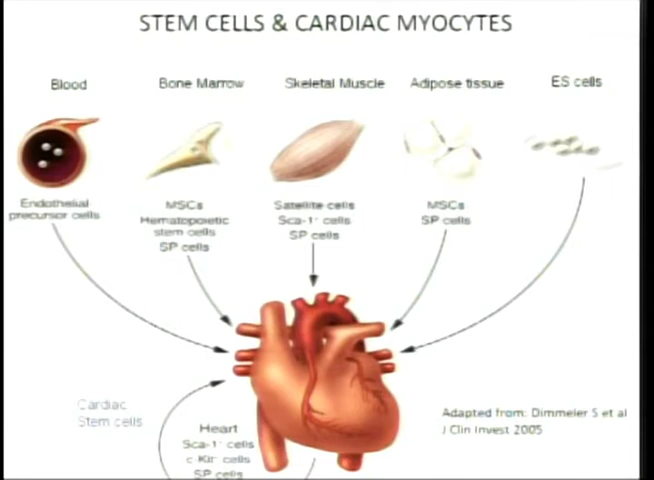 STEM CELLS & CARDIAC MYOCYTES
Blood
Bone Marrow
Skeletal Muscle
Adipose tissue
ES cells
Endothelial
precursor cells
MSCs
Hematopoietic
stem cells
SP cells
Satellite cells
Sca-1⁺ cells
SP cells
MSCs
SP cells
Cardiac
Stem cells
Heart
Sca-1⁺ cells
c-Kit⁺ cells
SP cells
Adapted from: Dimmeler S et al
J Clin Invest 2005